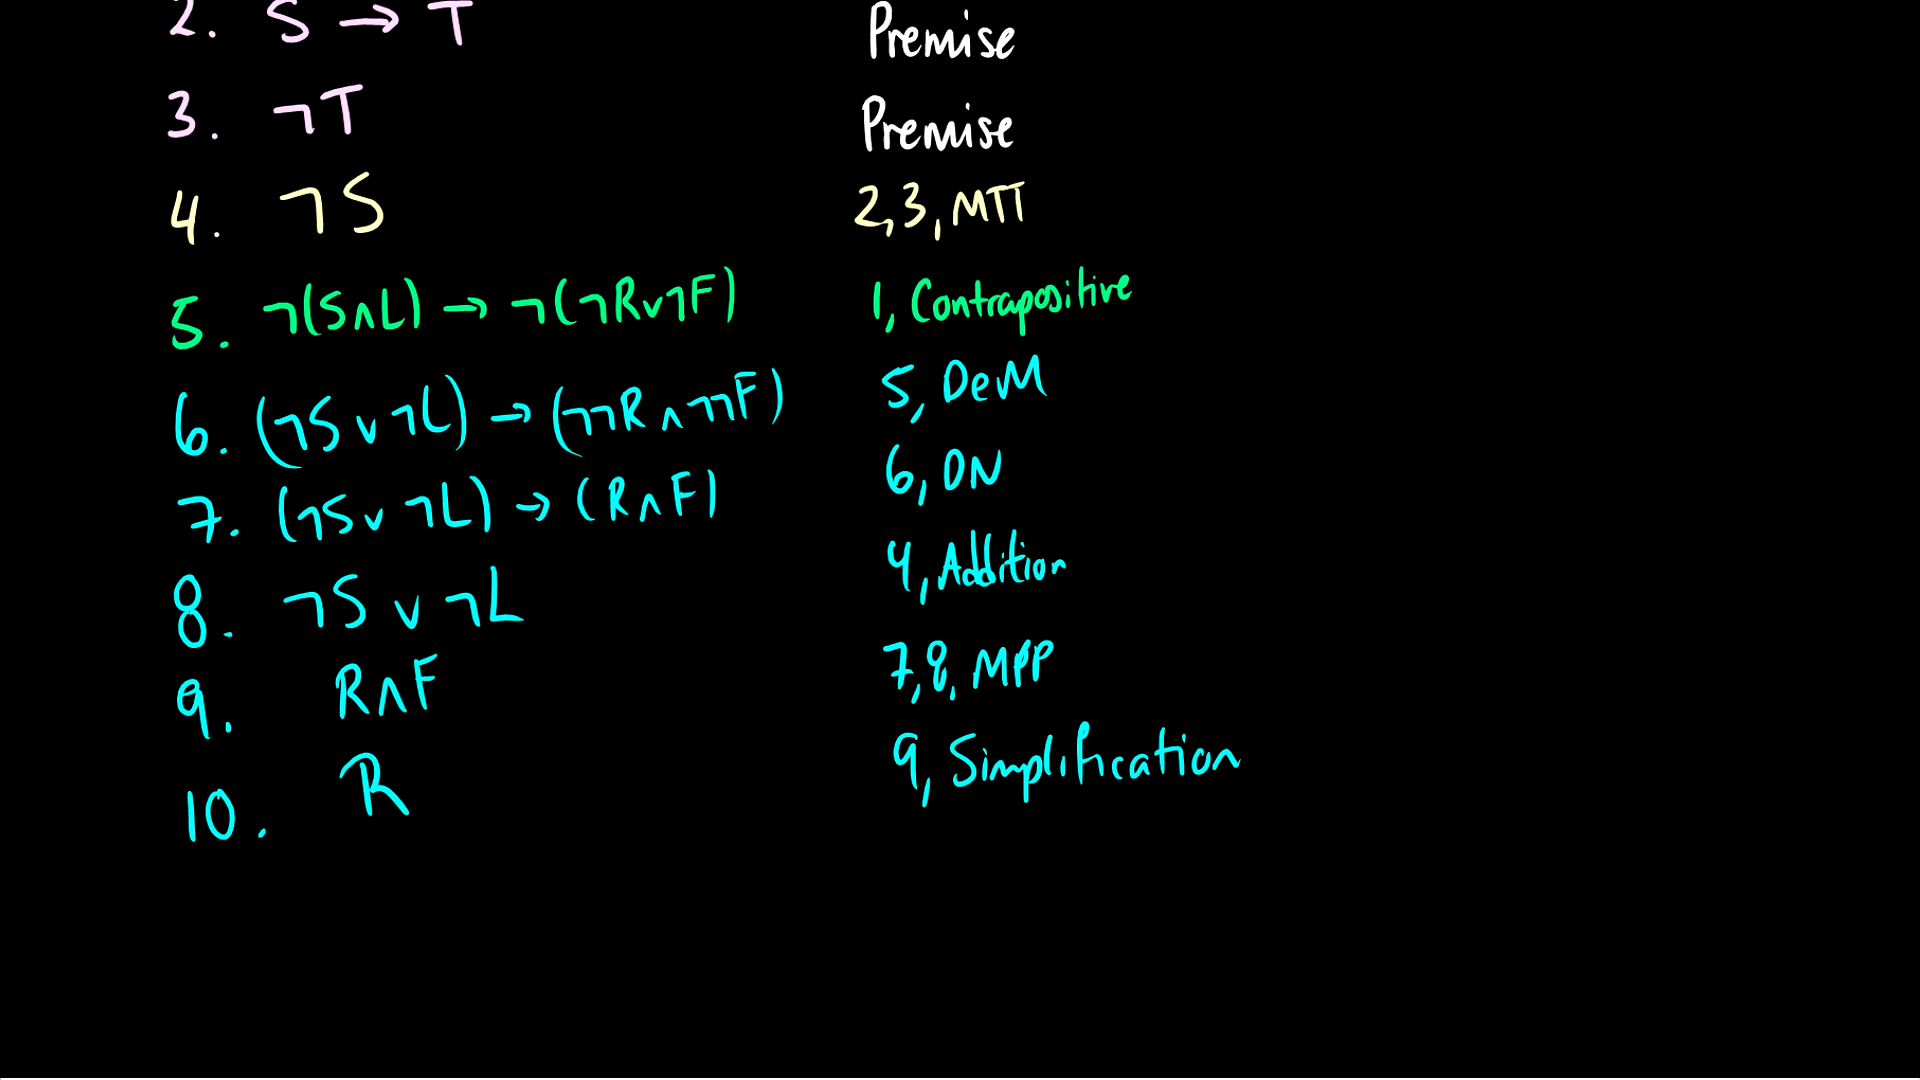 2. S → T Premise
3. ¬T Premise
4. ¬S 2,3, MTT
5. ¬(S∧L) → ¬(¬R∨¬F) 1, Contrapositive
6. (¬S ∨ ¬L) → (¬¬R ∧ ¬¬F) 5, DeM
7. (¬S ∨ ¬L) → (R∧F) 6, DN
8. ¬S ∨ ¬L 4, Addition
9. R∧F 7,8, MPP
10. R 9, Simplification